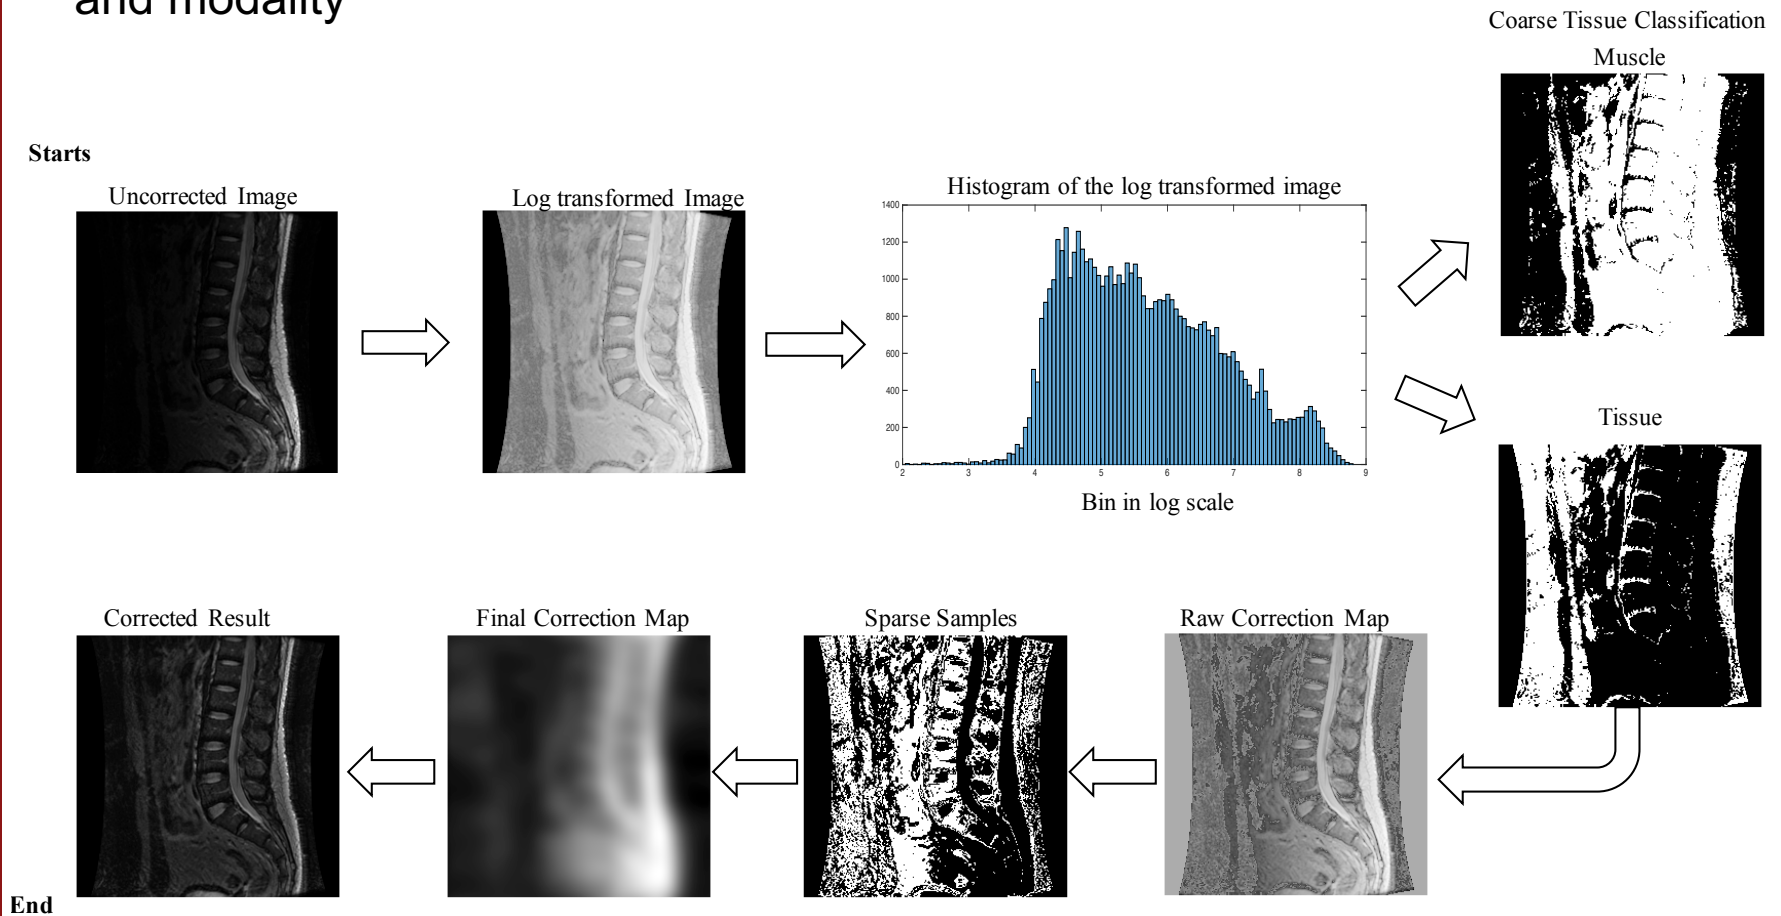 and modality
Coarse Tissue Classification
Muscle
Starts
Uncorrected Image
Log transformed Image
Histogram of the log transformed image
1400
1200
1000
800
600
400
200
0
2 3 4 5 6 7 8 9
Bin in log scale
Tissue
Corrected Result
Final Correction Map
Sparse Samples
Raw Correction Map
End